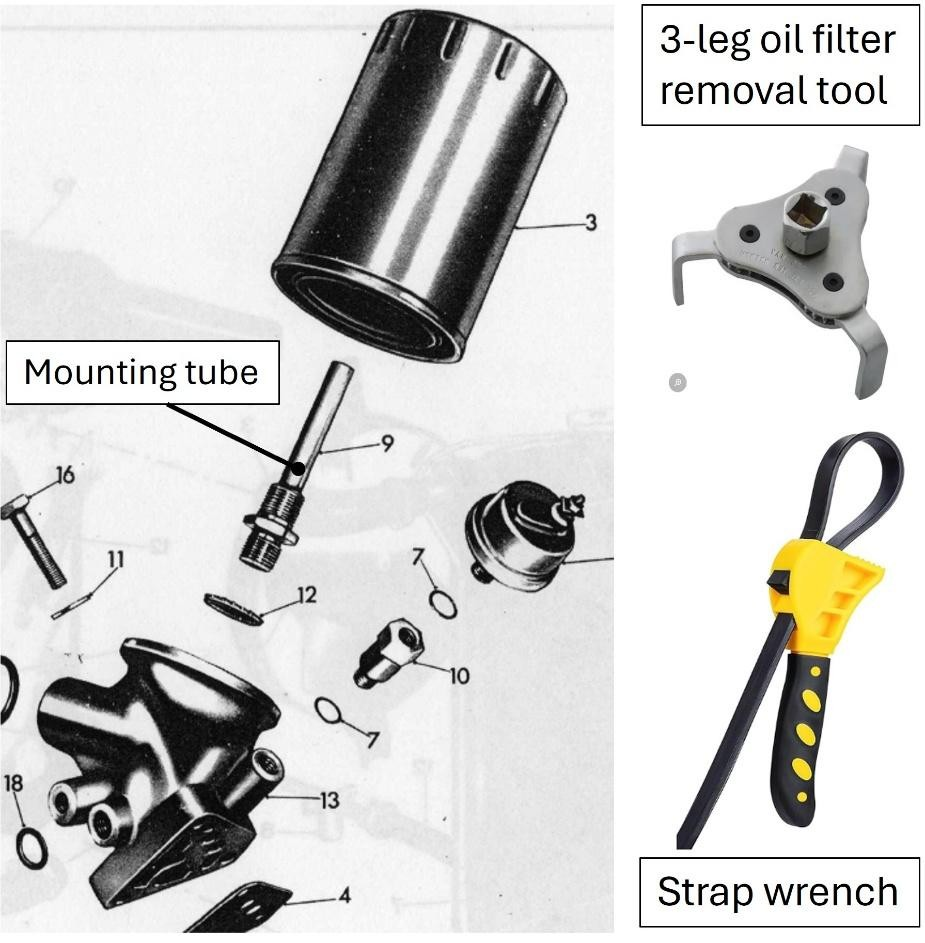 3-leg oil filter
removal tool
3
Mounting tube
9
16
11
7
12
10
7
18
13
4
Strap wrench